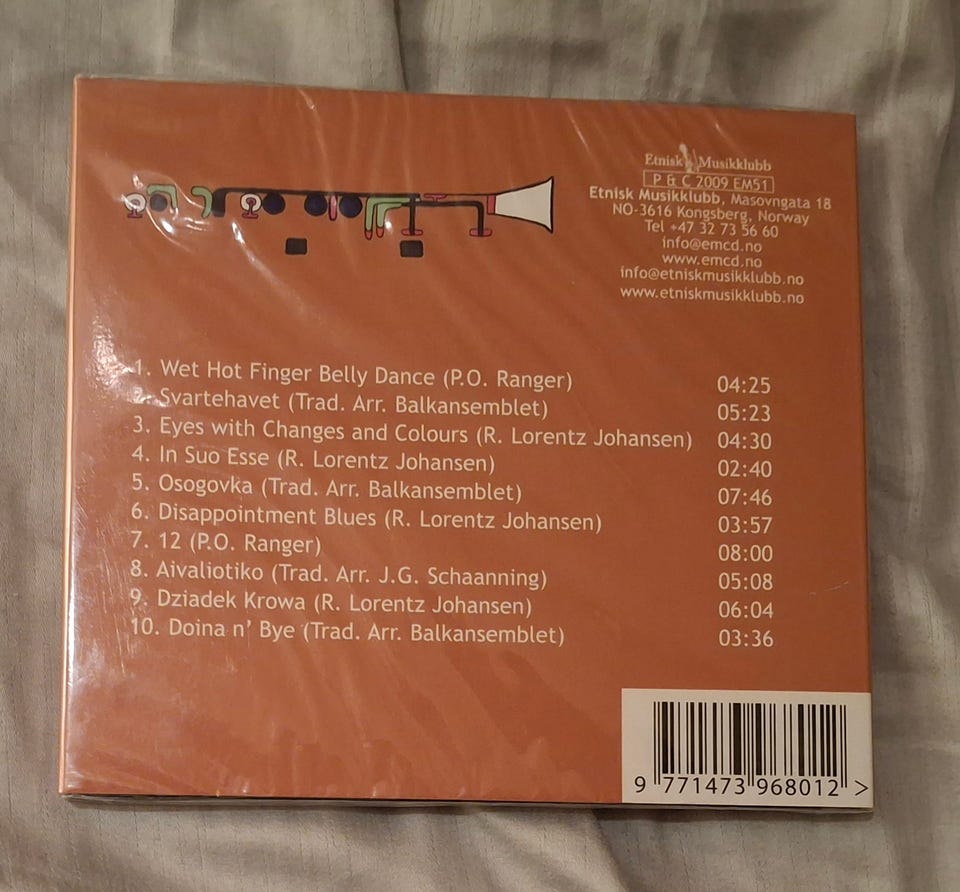 Etnisk Musikklubb
P & C 2009 EM51
Etnisk Musikklubb, Masovngata 18
NO-3616 Kongsberg, Norway
Tel +47 32 73 56 60
info@emcd.no
www.emcd.no
info@etniskmusikklubb.no
www.etniskmusikklubb.no
1. Wet Hot Finger Belly Dance (P.O. Ranger) 04:25
2. Svartehavet (Trad. Arr. Balkansemblet) 05:23
3. Eyes with Changes and Colours (R. Lorentz Johansen) 04:30
4. In Suo Esse (R. Lorentz Johansen) 02:40
5. Osogovka (Trad. Arr. Balkansemblet) 07:46
6. Disappointment Blues (R. Lorentz Johansen) 03:57
7. 12 (P.O. Ranger) 08:00
8. Aivaliotiko (Trad. Arr. J.G. Schaanning) 05:08
9. Dziadek Krowa (R. Lorentz Johansen) 06:04
10. Doina n' Bye (Trad. Arr. Balkansemblet) 03:36
9 771473 968012 >